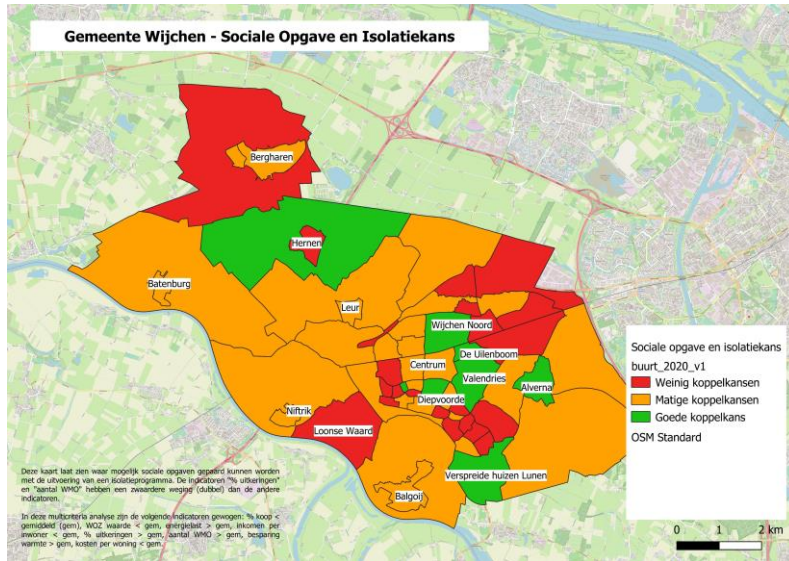 Gemeente Wijchen - Sociale Opgave en Isolatiekans
Bergharen
Hernen
Batenburg
Leur
Wijchen Noord
De Uilenboom
Centrum
Valendries
Alverna
Diepvoorde
Niftrik
Loonse Waard
Verspreide huizen Lunen
Balgoij
Sociale opgave en isolatiekans
buurt_2020_v1
Weinig koppelkansen
Matige koppelkansen
Goede koppelkans
OSM Standard
Deze kaart laat zien waar mogelijk sociale opgaven gepaard kunnen worden
met de uitvoering van een isolatieprogramma. De indicatoren "% uitkeringen"
en "aantal WMO" hebben een zwaardere weging (dubbel) dan de andere
indicatoren.
In deze multicriteria analyse zijn de volgende indicatoren gewogen: % koop <
gemiddeld (gem), WOZ waarde < gem, energielast > gem, inkomen per
inwoner < gem, % uitkeringen > gem, aantal WMO > gem, besparing
warmte > gem, kosten per woning < gem.
0 1 2 km